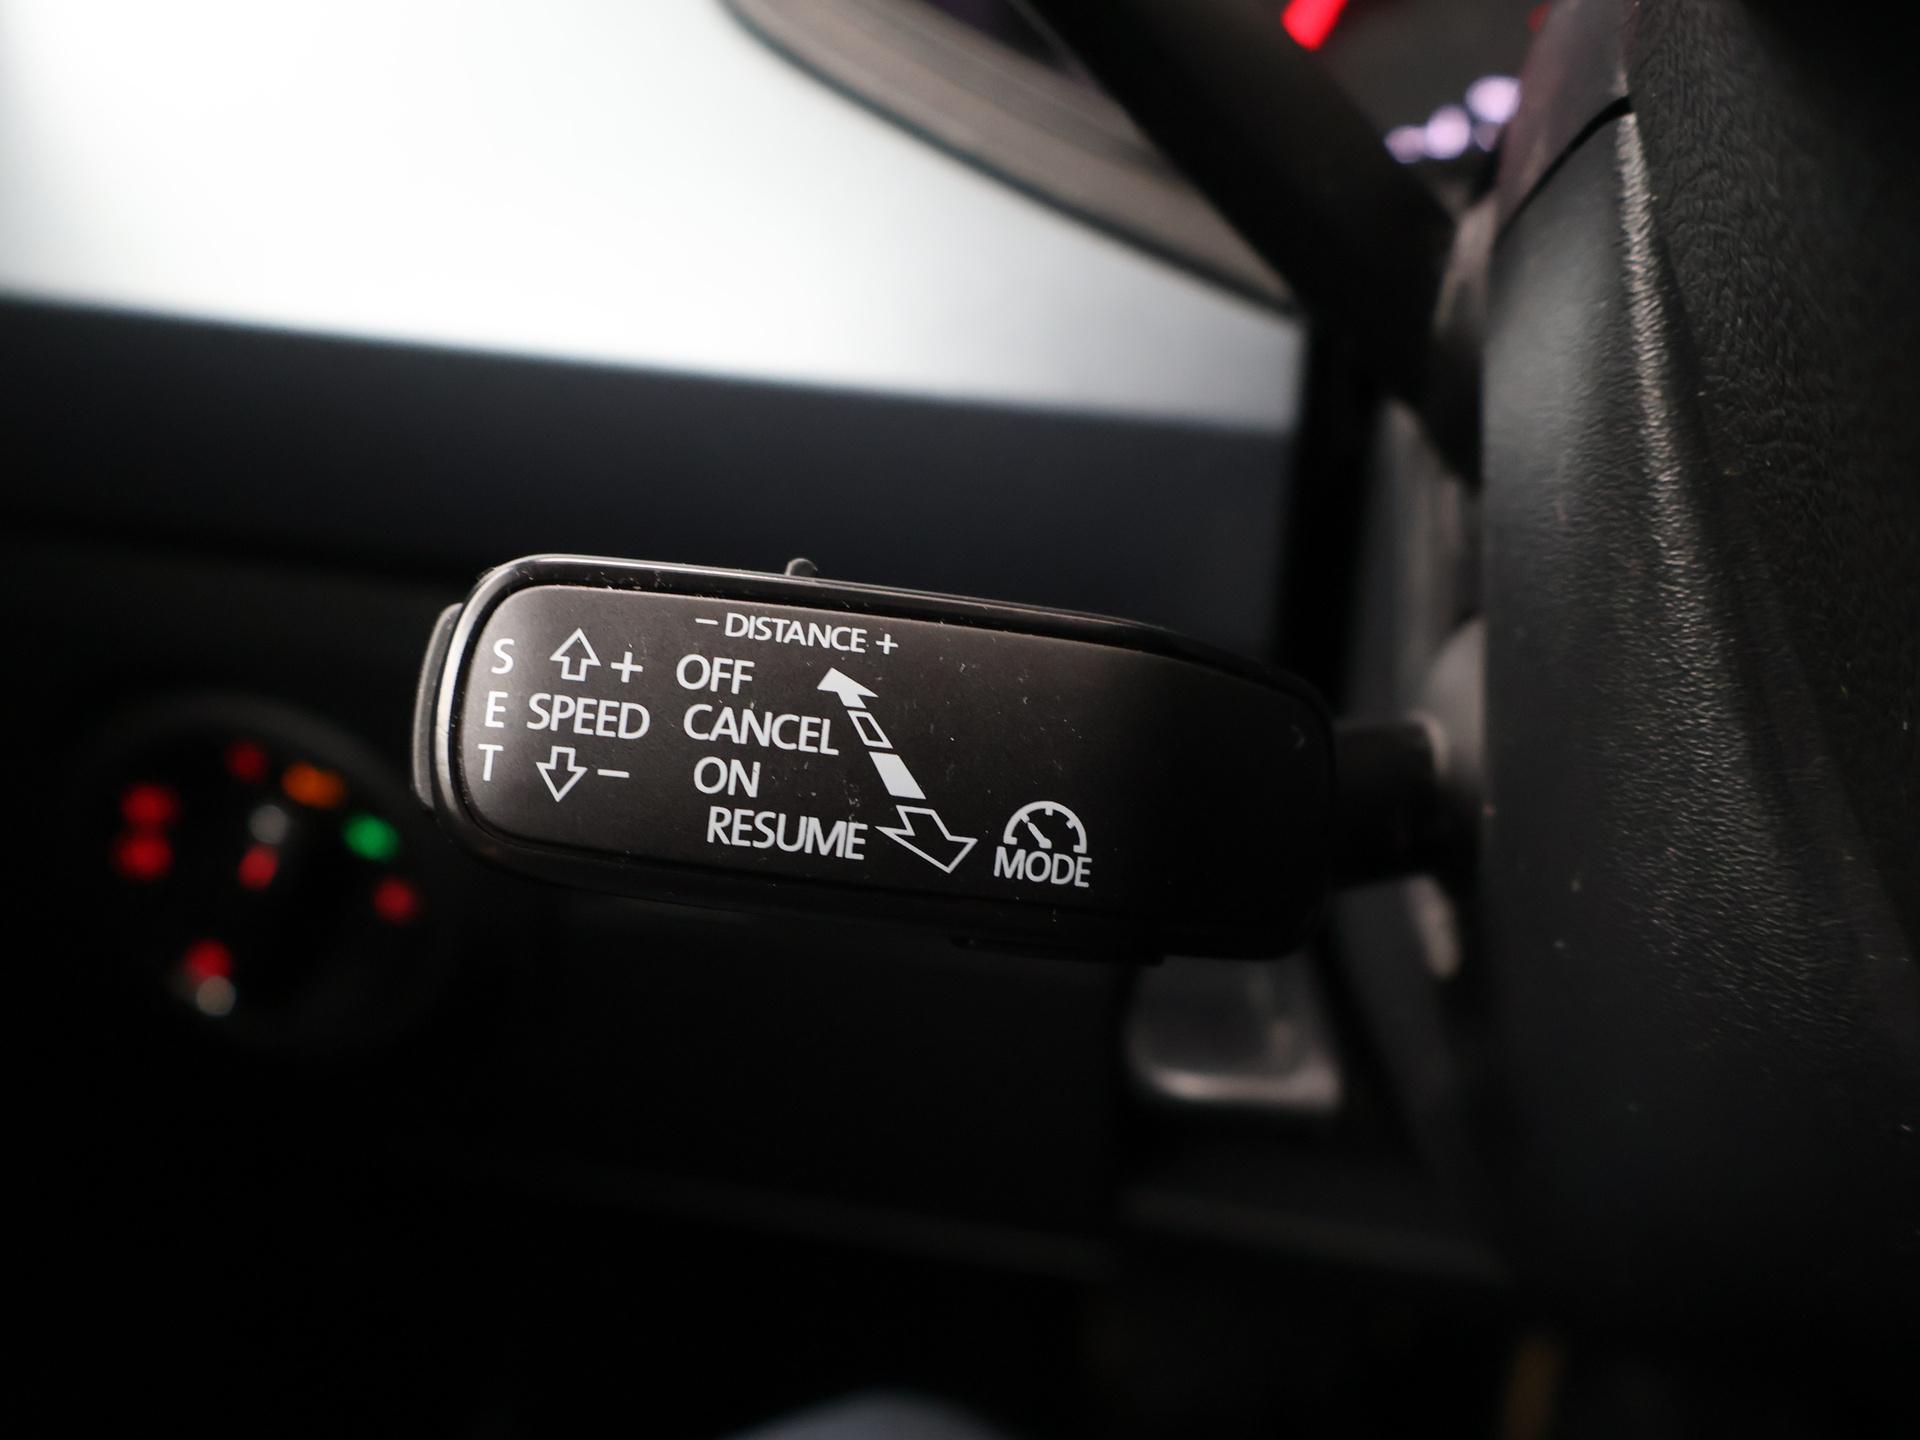 – DISTANCE +
S + OFF
E SPEED CANCEL
T – ON
RESUME
MODE